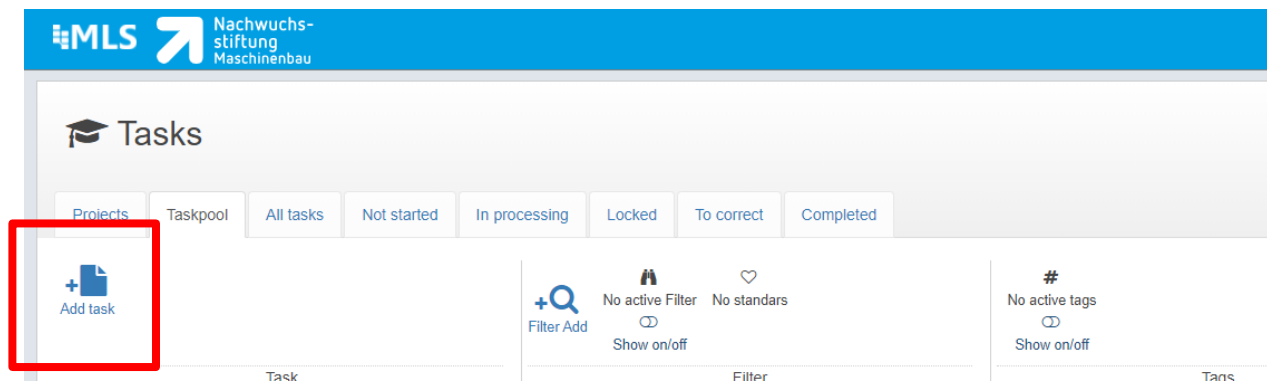 MLS
Nachwuchs-
stiftung
Maschinenbau
Tasks
Projects Taskpool All tasks Not started In processing Locked To correct Completed
Add task
Filter Add
No active Filter No standars
Show on/off
#
No active tags
Show on/off
Task Filter Tags